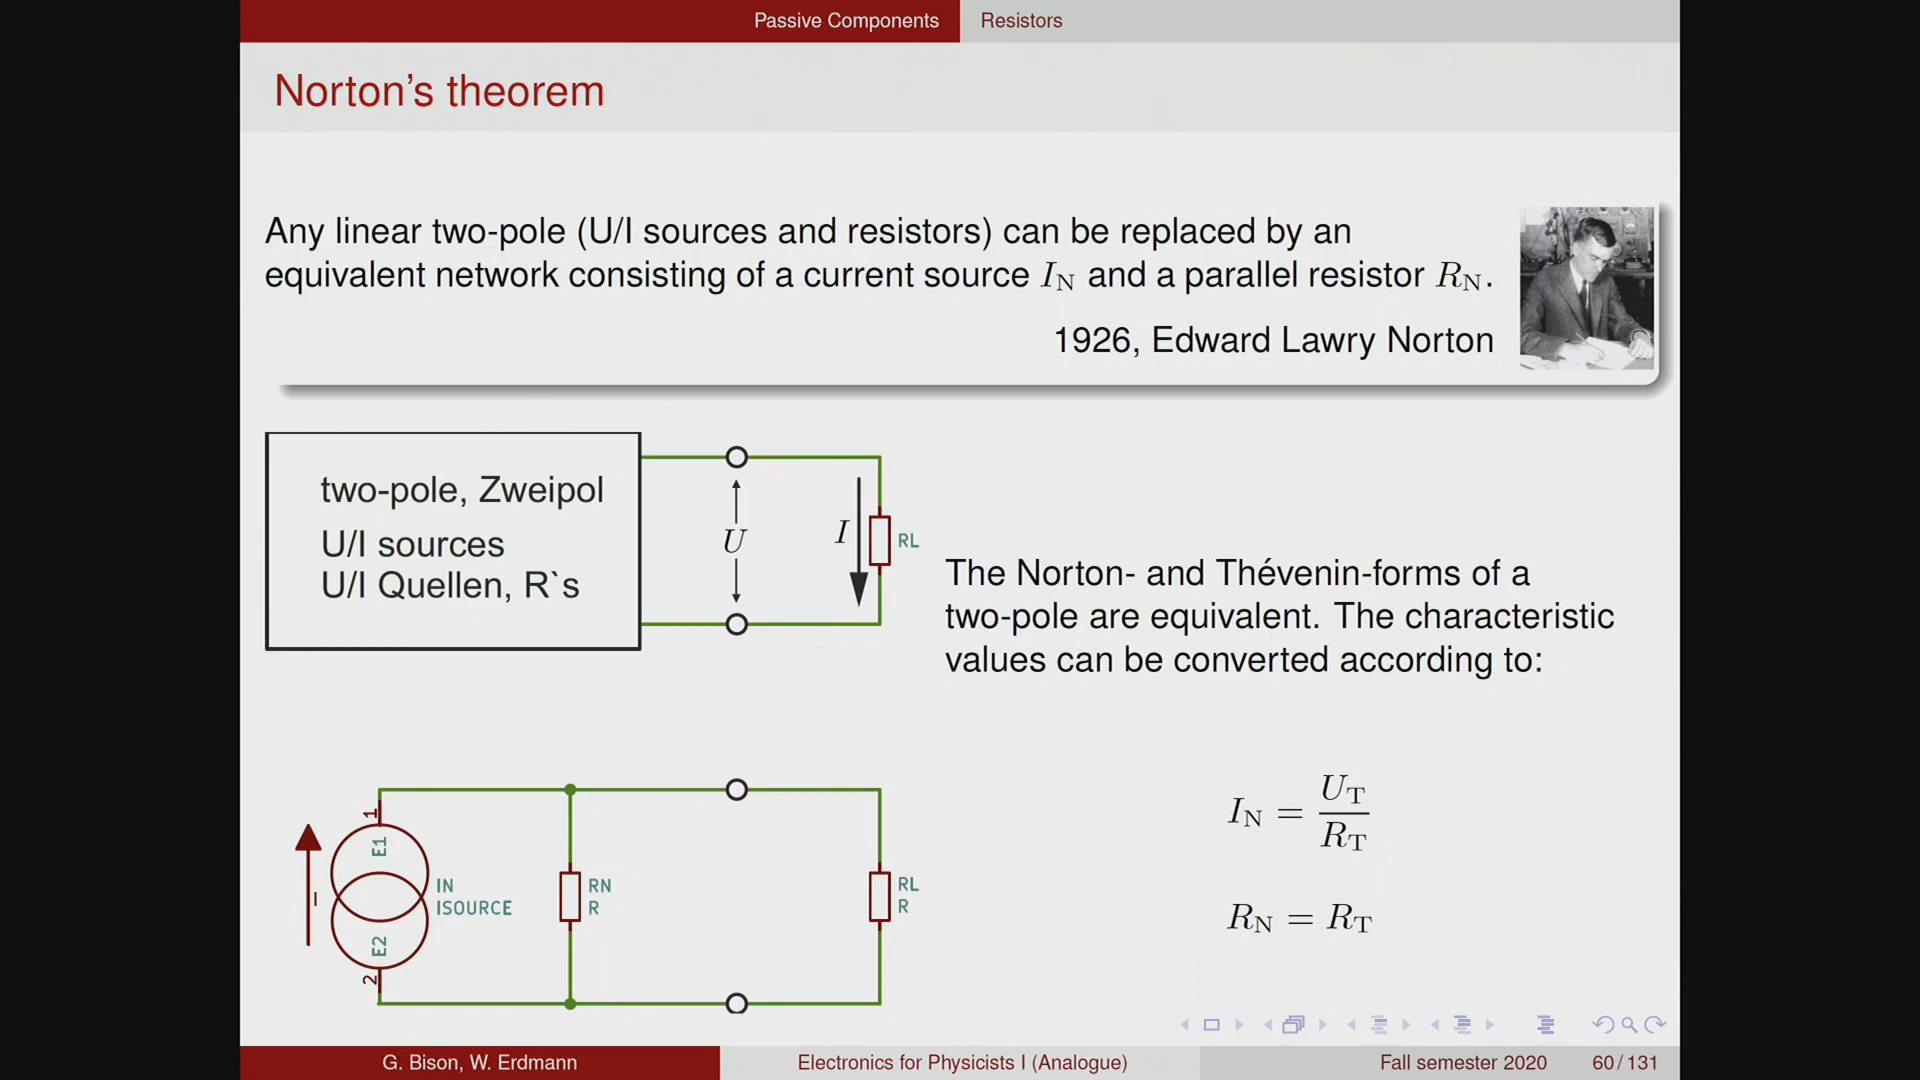 Passive Components Resistors
Norton's theorem
Any linear two-pole (U/I sources and resistors) can be replaced by an
equivalent network consisting of a current source I_N and a parallel resistor R_N.
1926, Edward Lawry Norton
two-pole, Zweipol
U/I sources
U/I Quellen, R`s
U
I
RL
The Norton- and Thévenin-forms of a
two-pole are equivalent. The characteristic
values can be converted according to:
I_N = U_T / R_T
R_N = R_T
1
E1
I
IN
ISOURCE
E2
2
RN
R
RL
R
G. Bison, W. Erdmann Electronics for Physicists I (Analogue) Fall semester 2020 60 / 131